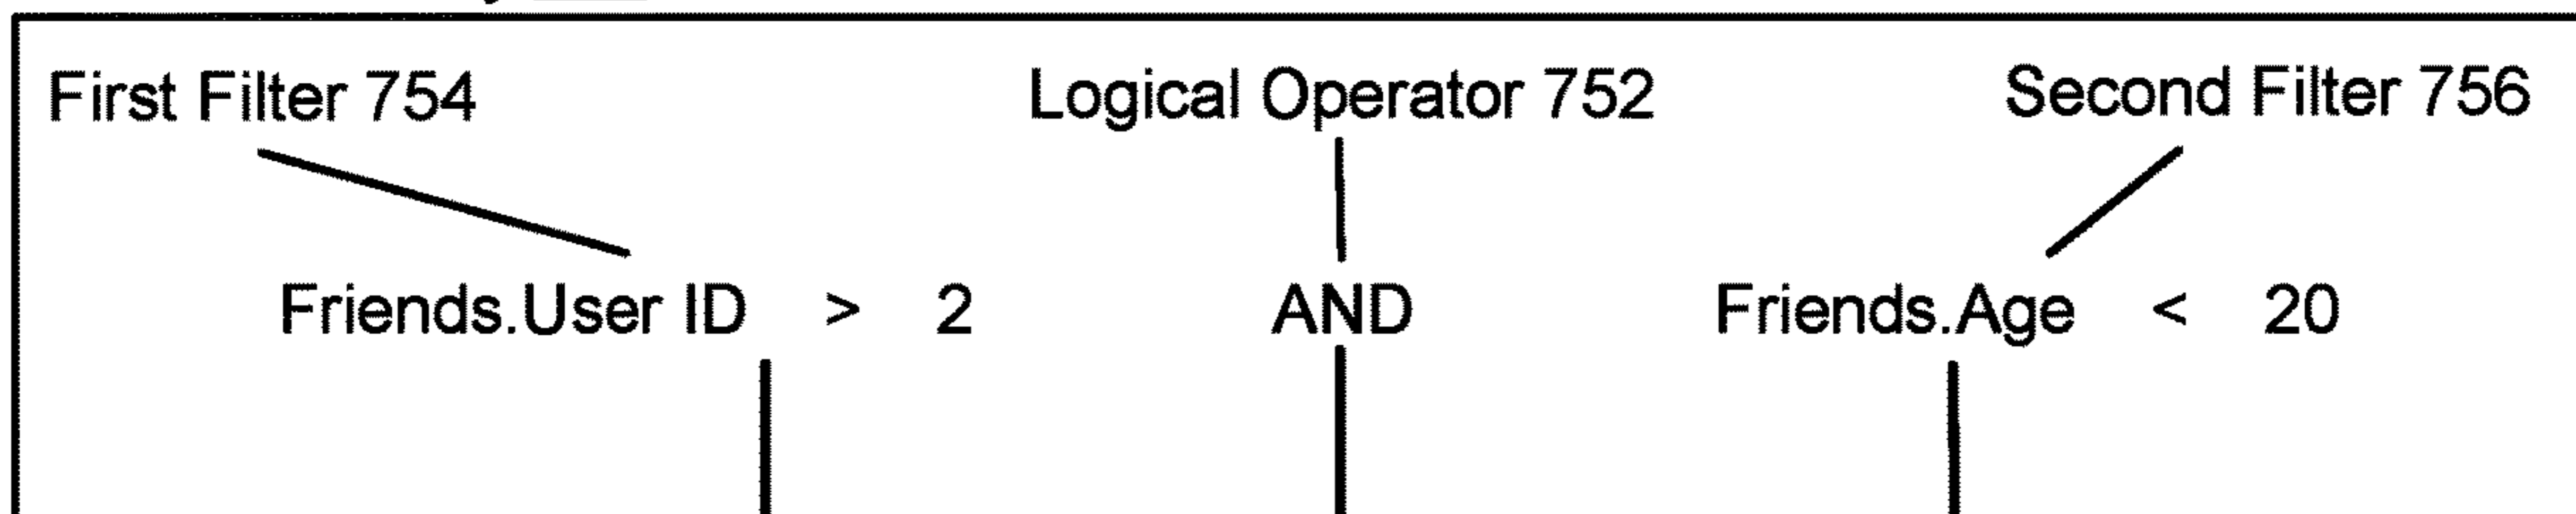 First Filter 754 Logical Operator 752 Second Filter 756
Friends.User ID > 2 AND Friends.Age < 20